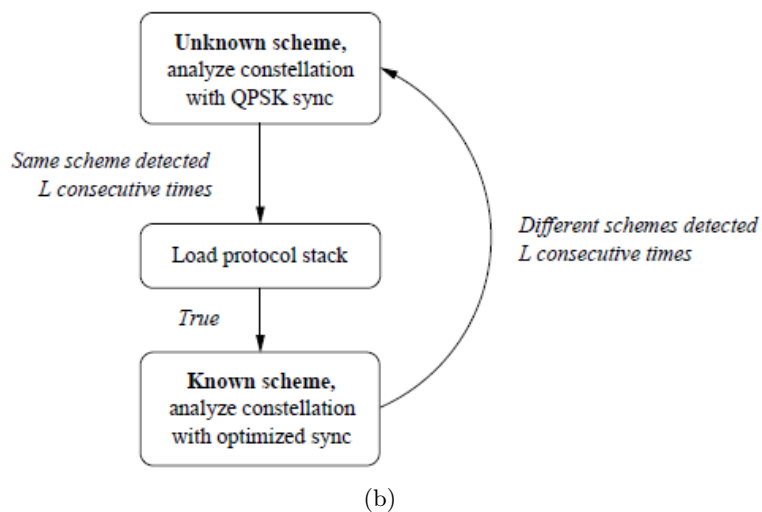 Unknown scheme,
analyze constellation
with QPSK sync
Same scheme detected
L consecutive times
Different schemes detected
L consecutive times
Load protocol stack
True
Known scheme,
analyze constellation
with optimized sync
(b)